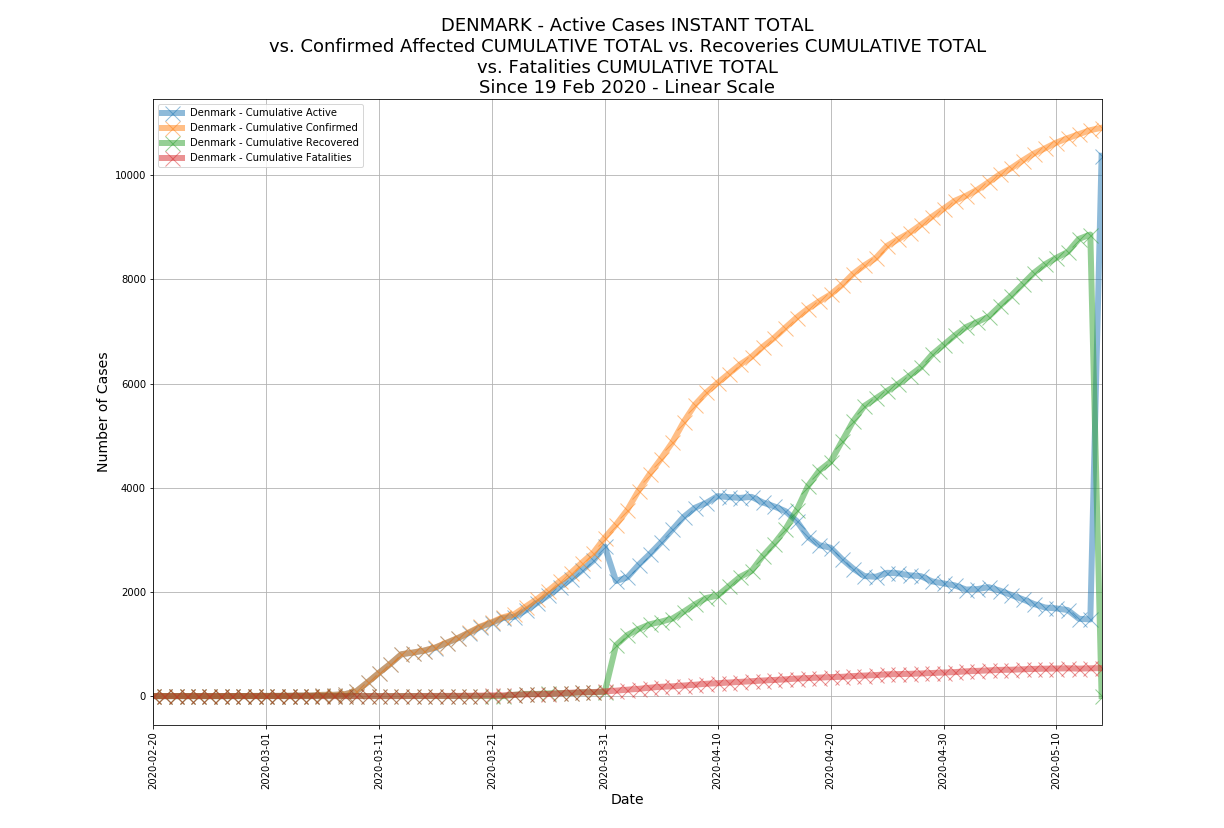 DENMARK - Active Cases INSTANT TOTAL
vs. Confirmed Affected CUMULATIVE TOTAL vs. Recoveries CUMULATIVE TOTAL
vs. Fatalities CUMULATIVE TOTAL
Since 19 Feb 2020 - Linear Scale
Denmark - Cumulative Active
Denmark - Cumulative Confirmed
Denmark - Cumulative Recovered
Denmark - Cumulative Fatalities
Number of Cases
10000
8000
6000
4000
2000
0
2020-02-20
2020-03-01
2020-03-11
2020-03-21
2020-03-31
2020-04-10
2020-04-20
2020-04-30
2020-05-10
Date